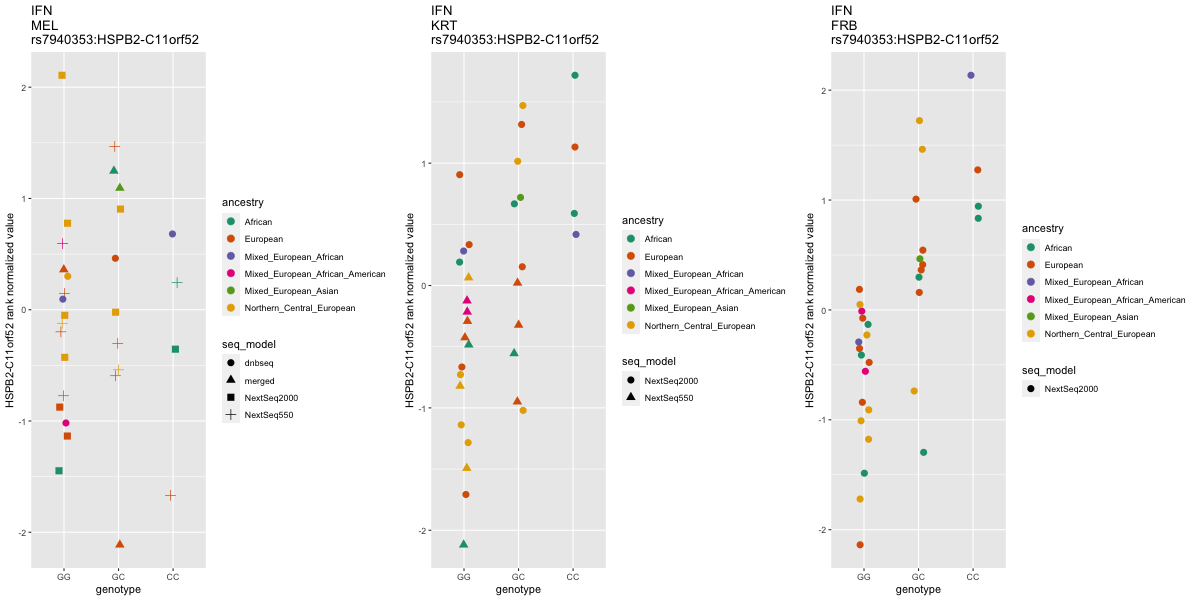 IFN
MEL
rs7940353:HSPB2-C11orf52
HSPB2-C11orf52 rank normalized value
2
1
0
-1
-2
GG
GC
CC
genotype
ancestry
African
European
Mixed_European_African
Mixed_European_African_American
Mixed_European_Asian
Northern_Central_European
seq_model
dnbseq
merged
NextSeq2000
NextSeq550
IFN
KRT
rs7940353:HSPB2-C11orf52
HSPB2-C11orf52 rank normalized value
1
0
-1
-2
GG
GC
CC
genotype
ancestry
African
European
Mixed_European_African
Mixed_European_African_American
Mixed_European_Asian
Northern_Central_European
seq_model
NextSeq2000
NextSeq550
IFN
FRB
rs7940353:HSPB2-C11orf52
HSPB2-C11orf52 rank normalized value
2
1
0
-1
-2
GG
GC
CC
genotype
ancestry
African
European
Mixed_European_African
Mixed_European_African_American
Mixed_European_Asian
Northern_Central_European
seq_model
NextSeq2000